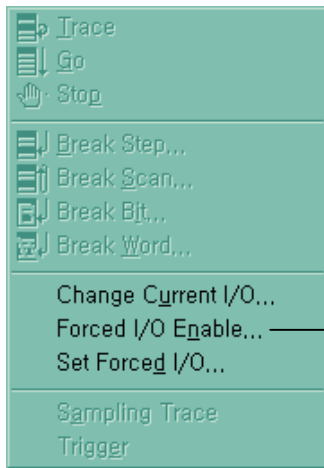 Trace
Go
Stop
Break Step...
Break Scan...
Break Bit...
Break Word...
Change Current I/O...
Forced I/O Enable...
Set Forced I/O...
Sampling Trace
Trigger